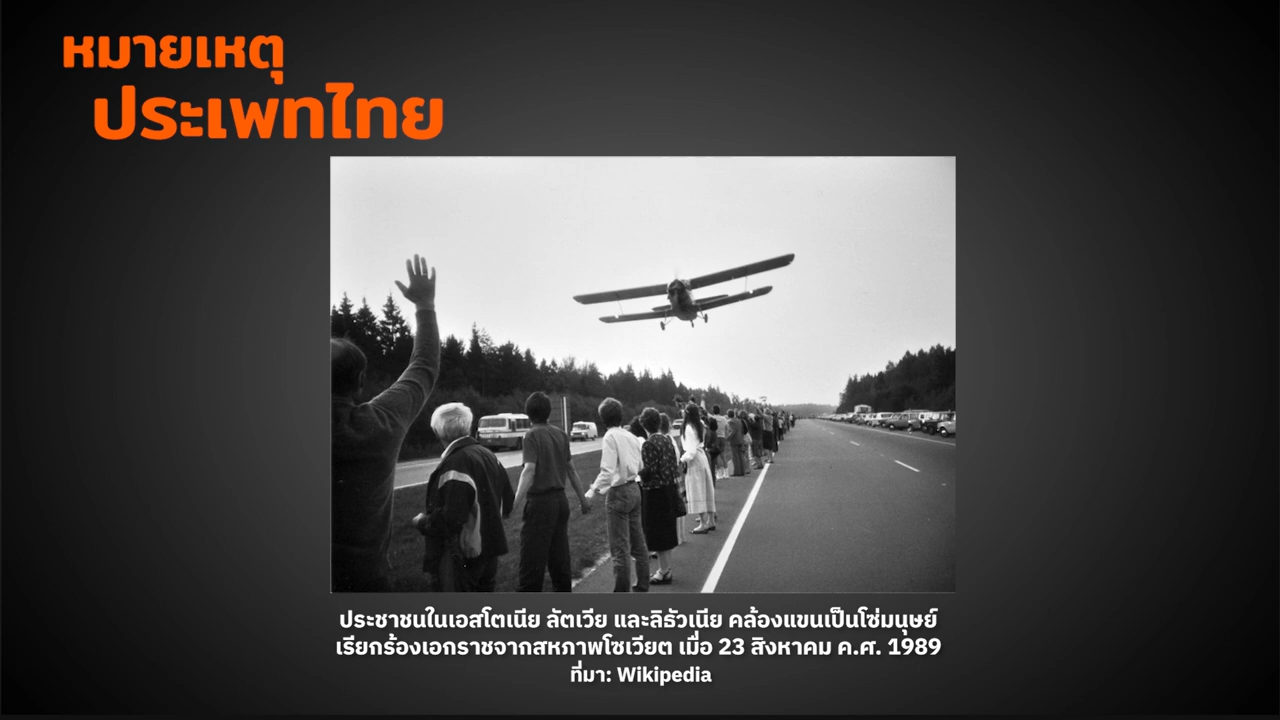 หมายเหตุ
ประเพทไทย
ประชาชนในเอสโตเนีย ลัตเวีย และลิธัวเนีย คล้องแขนเป็นโซ่มนุษย์
เรียกร้องเอกราชจากสหภาพโซเวียต เมื่อ 23 สิงหาคม ค.ศ. 1989
ที่มา: Wikipedia